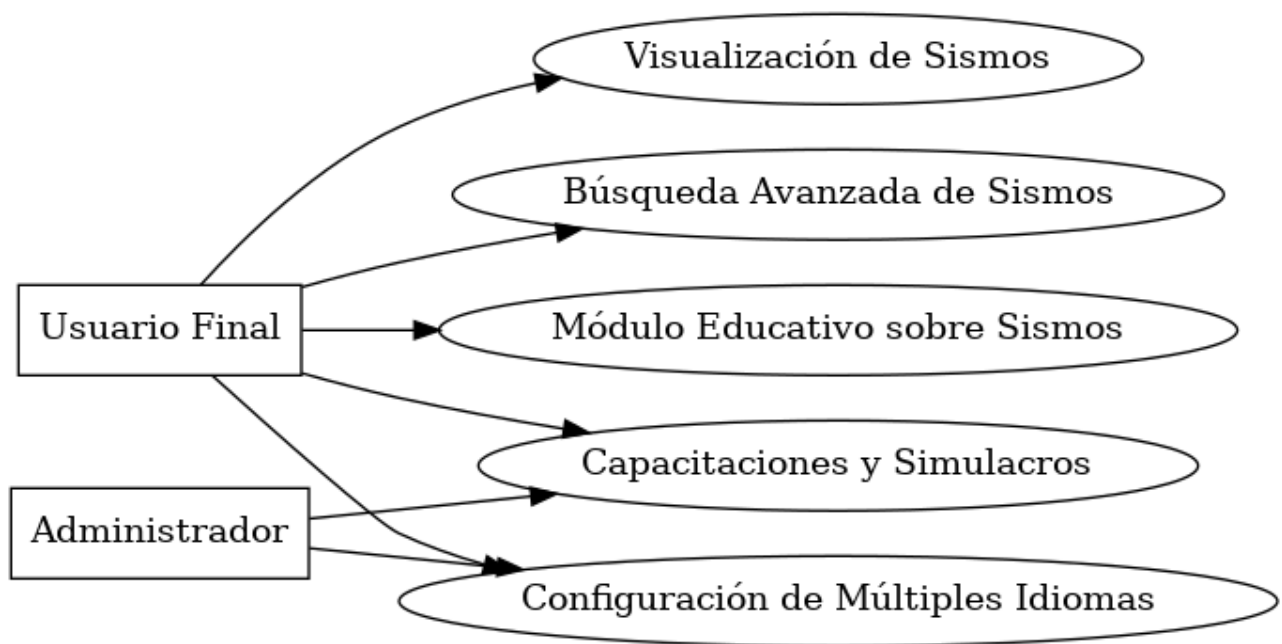 Visualización de Sismos
Búsqueda Avanzada de Sismos
Usuario Final
Módulo Educativo sobre Sismos
Capacitaciones y Simulacros
Administrador
Configuración de Múltiples Idiomas